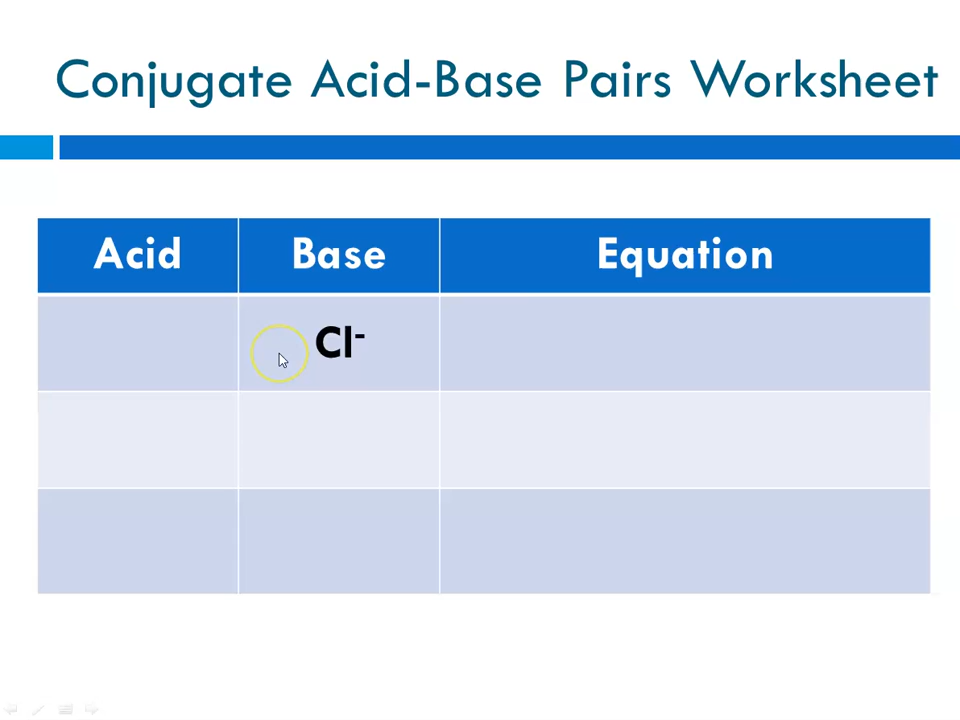 Conjugate Acid-Base Pairs Worksheet
Acid Base Equation
Cl⁻